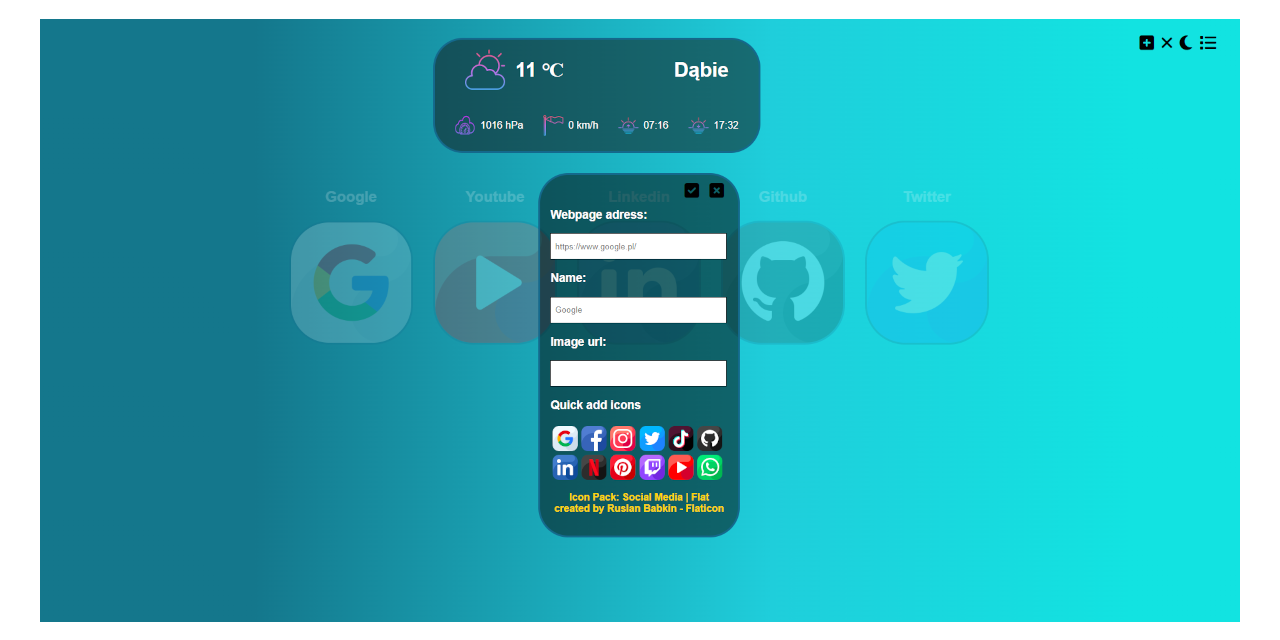 11 °C
Dąbie
1016 hPa
0 km/h
07:16
17:32
Google
Youtube
Linkedin
Github
Twitter
Webpage adress:
https://www.google.pl/
Name:
Google
Image url:
Quick add icons
Icon Pack: Social Media | Flat
created by Ruslan Babkin - Flaticon